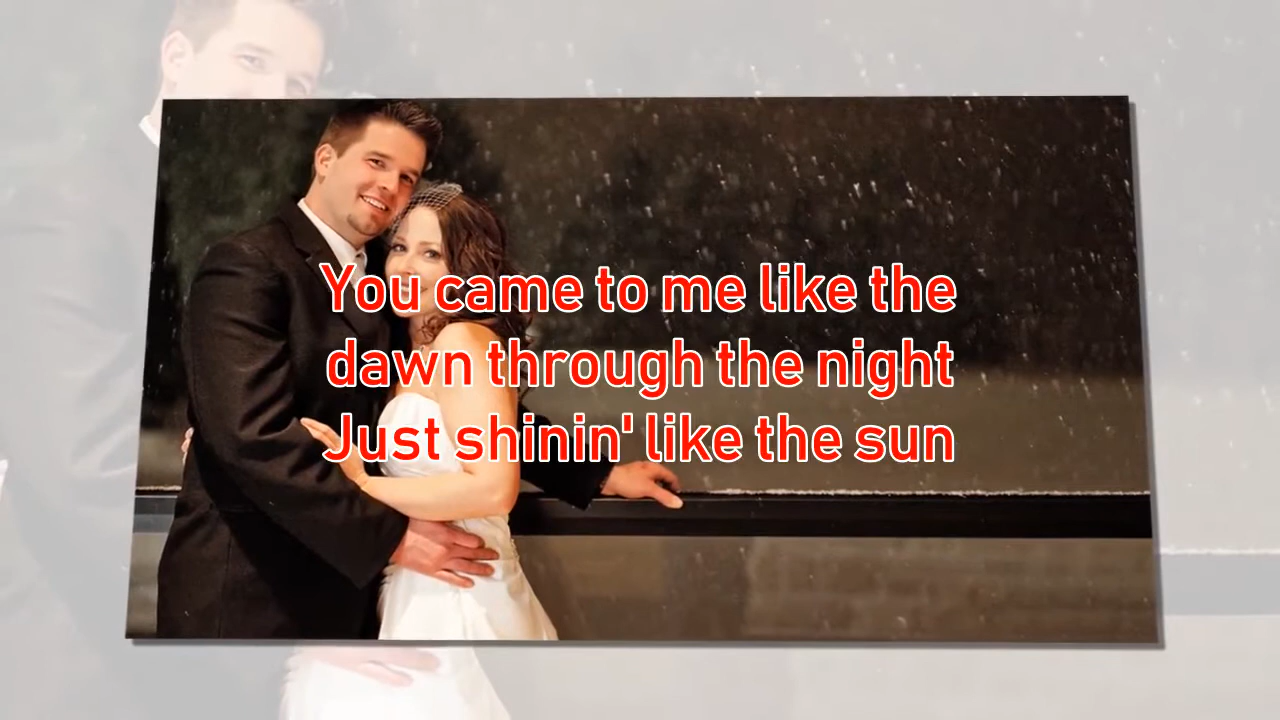 You came to me like the
dawn through the night
Just shinin' like the sun